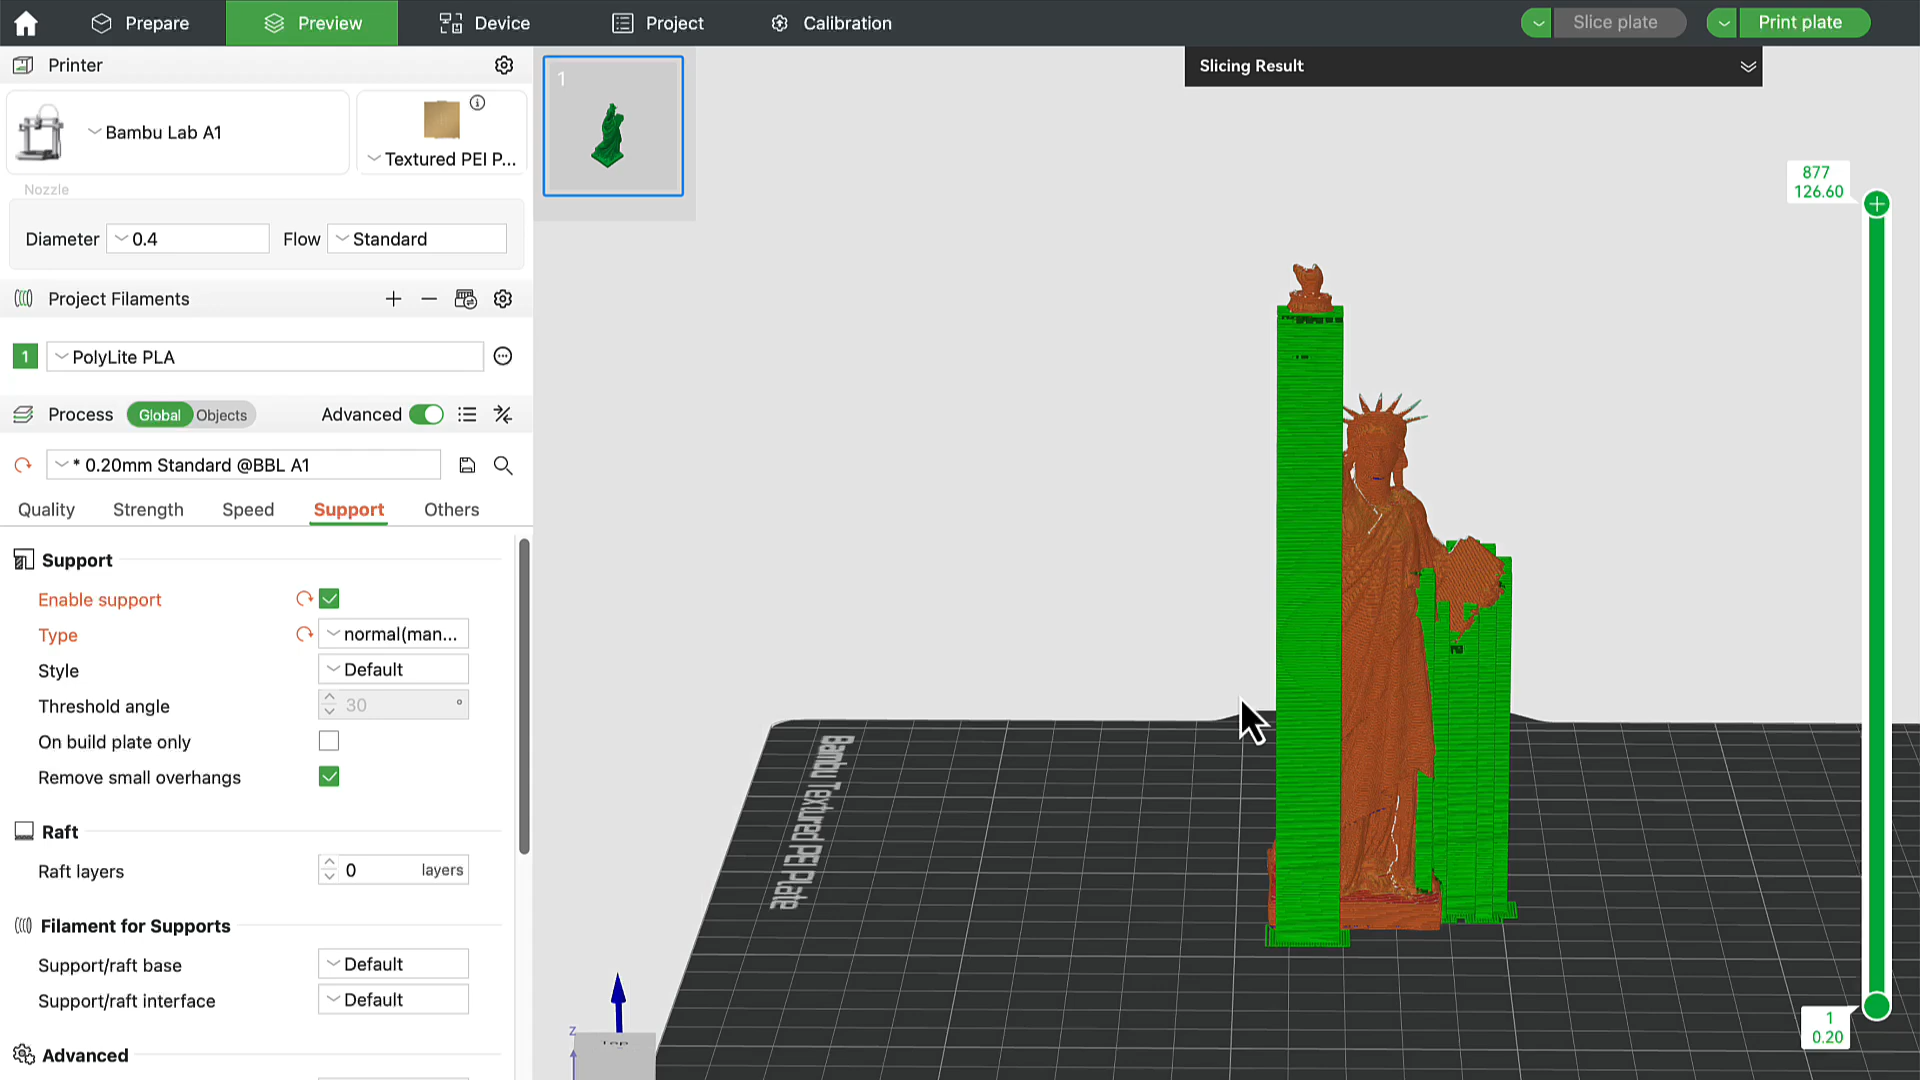 Prepare
Preview
Device
Project
Calibration
Slice plate
Print plate
Printer
Bambu Lab A1
Textured PEI P...
Nozzle
Diameter
0.4
Flow
Standard
Project Filaments
1
PolyLite PLA
Process
Global
Objects
Advanced
* 0.20mm Standard @BBL A1
Quality
Strength
Speed
Support
Others
Support
Enable support
Type
normal(man...
Style
Default
Threshold angle
30
°
On build plate only
Remove small overhangs
Raft
Raft layers
0
layers
Filament for Supports
Support/raft base
Default
Support/raft interface
Default
Advanced
1
Slicing Result
877
126.60
Bambu Textured PEI Plate
1
0.20
z
Top